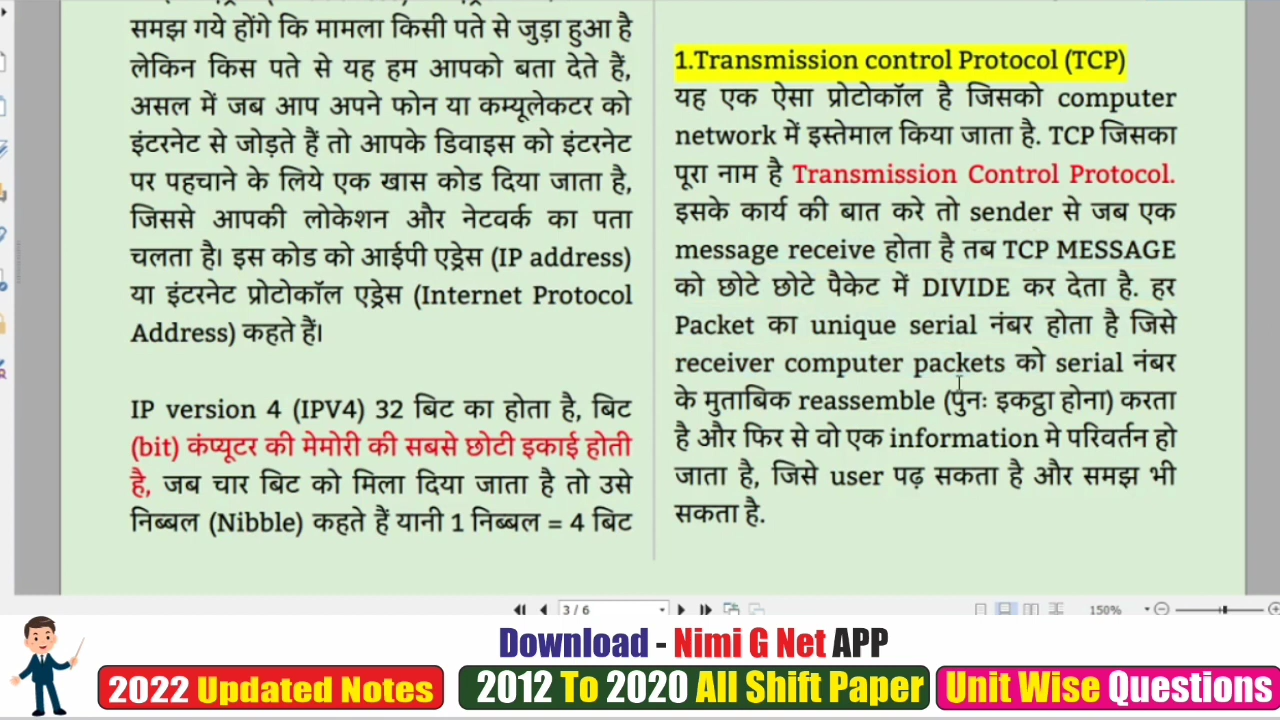 समझ गये होंगे कि मामला किसी पते से जुड़ा हुआ है
लेकिन किस पते से यह हम आपको बता देते हैं,
असल में जब आप अपने फोन या कम्यूलेकटर को
इंटरनेट से जोड़ते हैं तो आपके डिवाइस को इंटरनेट
पर पहचाने के लिये एक खास कोड दिया जाता है,
जिससे आपकी लोकेशन और नेटवर्क का पता
चलता है। इस कोड को आईपी एड्रेस (IP address)
या इंटरनेट प्रोटोकॉल एड्रेस (Internet Protocol
Address) कहते हैं।
IP version 4 (IPV4) 32 बिट का होता है, बिट
(bit) कंप्यूटर की मेमोरी की सबसे छोटी इकाई होती
है, जब चार बिट को मिला दिया जाता है तो उसे
निब्बल (Nibble) कहते हैं यानी 1 निब्बल = 4 बिट
1.Transmission control Protocol (TCP)
यह एक ऐसा प्रोटोकॉल है जिसको computer
network में इस्तेमाल किया जाता है. TCP जिसका
पूरा नाम है Transmission Control Protocol.
इसके कार्य की बात करे तो sender से जब एक
message receive होता है तब TCP MESSAGE
को छोटे छोटे पैकेट में DIVIDE कर देता है. हर
Packet का unique serial नंबर होता है जिसे
receiver computer packets को serial नंबर
के मुताबिक reassemble (पुनः इकट्ठा होना) करता
है और फिर से वो एक information मे परिवर्तन हो
जाता है, जिसे user पढ़ सकता है और समझ भी
सकता है.
3 / 6
150%
Download - Nimi G Net APP
2022 Updated Notes
2012 To 2020 All Shift Paper
Unit Wise Questions